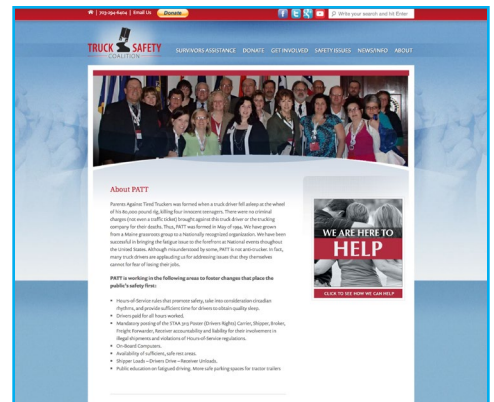 703-294-6404 | Email Us Donate
Write your search and hit Enter
TRUCK SAFETY
COALITION
SURVIVORS ASSISTANCE DONATE GET INVOLVED SAFETY ISSUES NEWS/INFO ABOUT
About PATT
Parents Against Tired Truckers was formed when a truck driver fell asleep at the wheel
of his 80,000 pound rig, killing four innocent teenagers. There were no criminal
charges (not even a traffic ticket) brought against this truck driver or the trucking
company for their deaths. Thus, PATT was formed in May of 1994. We have grown
from a Maine grassroots group to a Nationally recognized organization. We have been
successful in bringing the fatigue issue to the forefront at National events thoughout
the United States. Although misunderstood by some, PATT is not anti-trucker. In fact,
many truck drivers are applauding us for addressing issues that they themselves
cannot for fear of losing their jobs.
PATT is working in the following areas to foster changes that place the
public's safety first:
Hours-of-Service rules that promote safety, take into consideration circadian
rhythms, and provide sufficient time for drivers to obtain quality sleep.
Drivers paid for all hours worked.
Mandatory posting of the STAA 303 Poster (Drivers Rights) Carrier, Shipper, Broker,
Freight Forwarder, Receiver accountability and liability for their involvement in
illegal shipments and violations of Hours-of-Service regulations.
On-Board Computers.
Availability of sufficient, safe rest areas.
Shipper Loads – Drivers Drive – Receiver Unloads.
Public education on fatigued driving. More safe parking spaces for tractor trailers
WE ARE HERE TO
HELP
CLICK TO SEE HOW WE CAN HELP